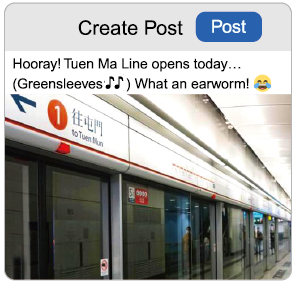 Create Post
Post
Hooray! Tuen Ma Line opens today…
(Greensleeves🎵🎵) What an earworm! 😂
1
往屯門
to Tuen Mun